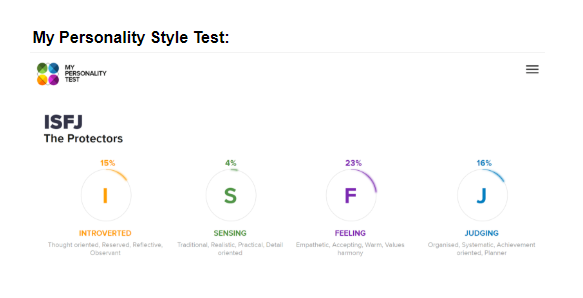 My Personality Style Test:
MY
PERSONALITY
TEST
ISFJ
The Protectors
15% 4% 23% 16%
I S F J
INTROVERTED SENSING FEELING JUDGING
Thought oriented, Reserved, Reflective, Traditional, Realistic, Practical, Detail Empathetic, Accepting, Warm, Values Organised, Systematic, Achievement
Observant oriented harmony oriented, Planner